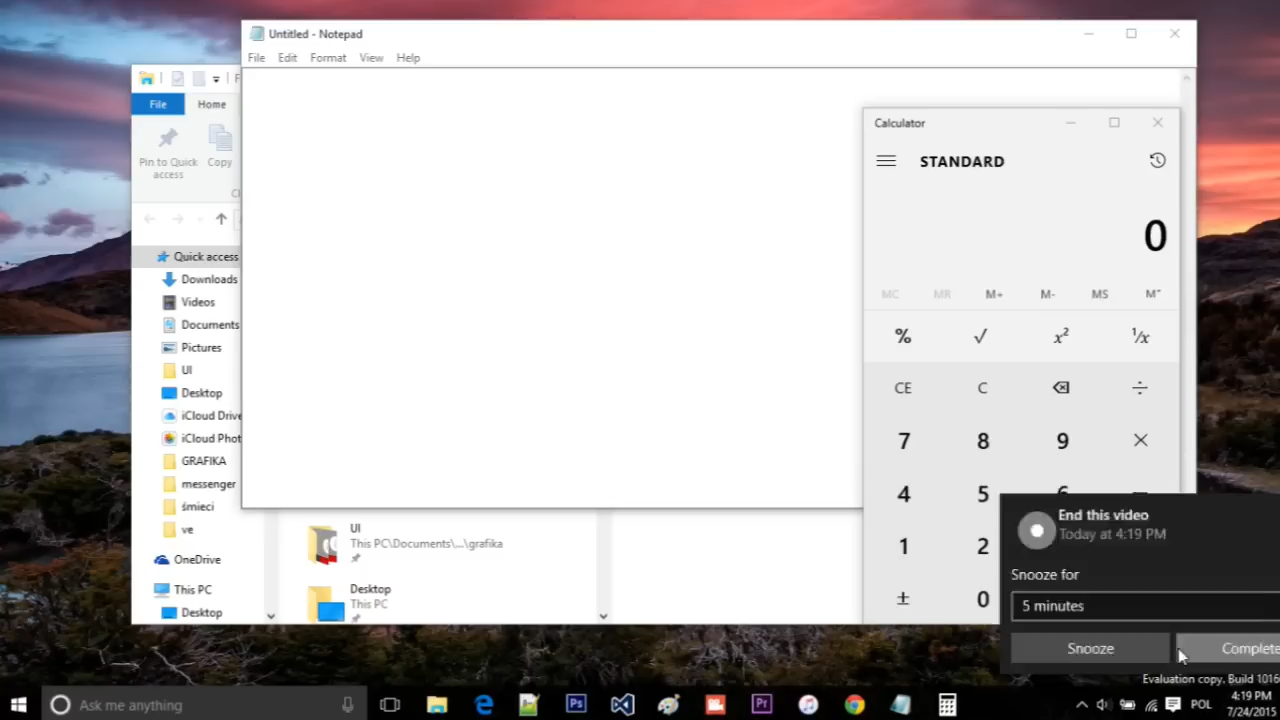 Untitled - Notepad
File Edit Format View Help
File Home
Pin to Quick access
Copy
Quick access
Downloads
Videos
Documents
Pictures
UI
Desktop
iCloud Drive
iCloud Phot
GRAFIKA
messenger
śmieci
ve
OneDrive
This PC
Desktop
UI
This PC\Documents\...\grafika
Desktop
This PC
Calculator
STANDARD
0
MC MR M+ M- MS M˅
% √ x² ¹/x
CE C ⌫ ÷
7 8 9 ×
4 5 6 −
1 2
± 0
End this video
Today at 4:19 PM
Snooze for
5 minutes
Snooze Complete
Evaluation copy. Build 1016
Ask me anything
Ps Pr
POL
4:19 PM
7/24/2015